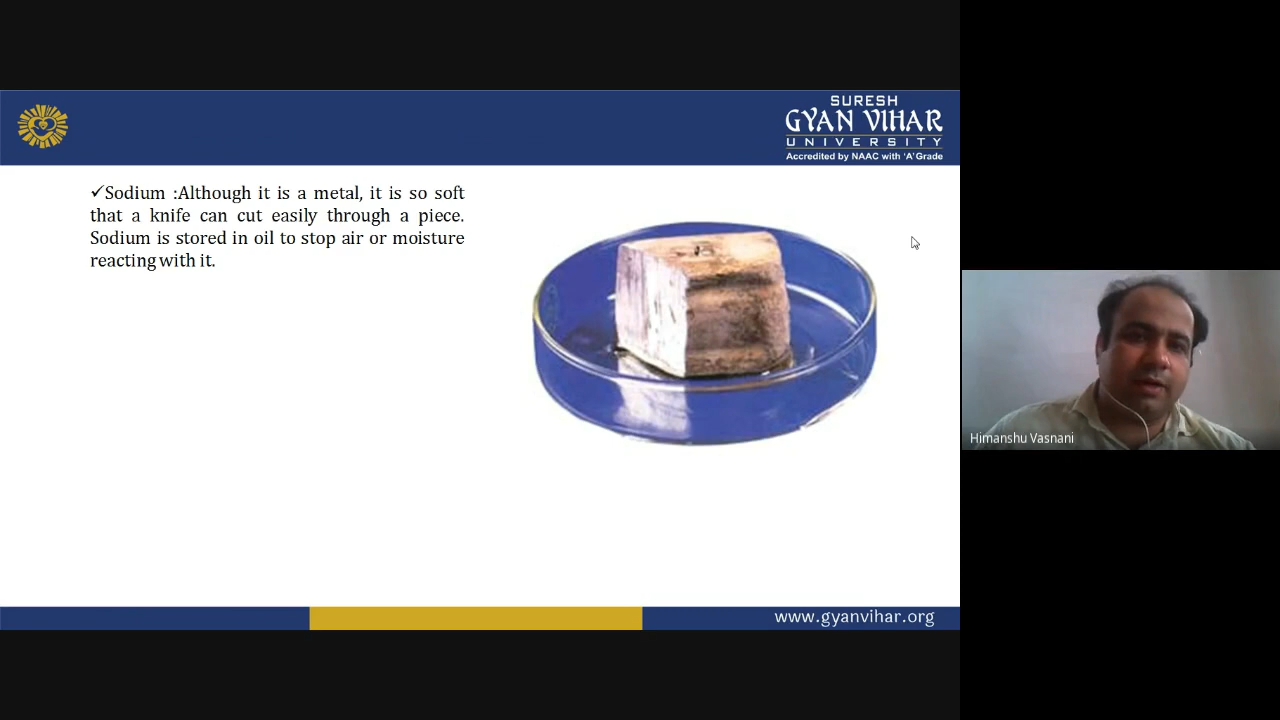 SURESH
GYAN VIHAR
UNIVERSITY
Accredited by NAAC with 'A' Grade
✓Sodium :Although it is a metal, it is so soft
that a knife can cut easily through a piece.
Sodium is stored in oil to stop air or moisture
reacting with it.
Himanshu Vasnani
www.gyanvihar.org